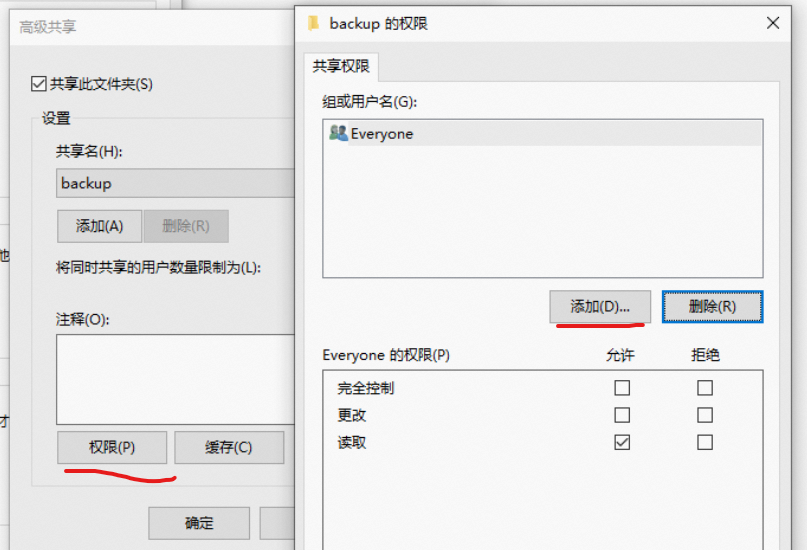 高级共享
共享此文件夹(S)
设置
共享名(H):
backup
添加(A)
删除(R)
将同时共享的用户数量限制为(L):
注释(O):
权限(P)
缓存(C)
确定
他
才
backup 的权限
共享权限
组或用户名(G):
Everyone
添加(D)...
删除(R)
Everyone 的权限(P)
允许
拒绝
完全控制
更改
读取